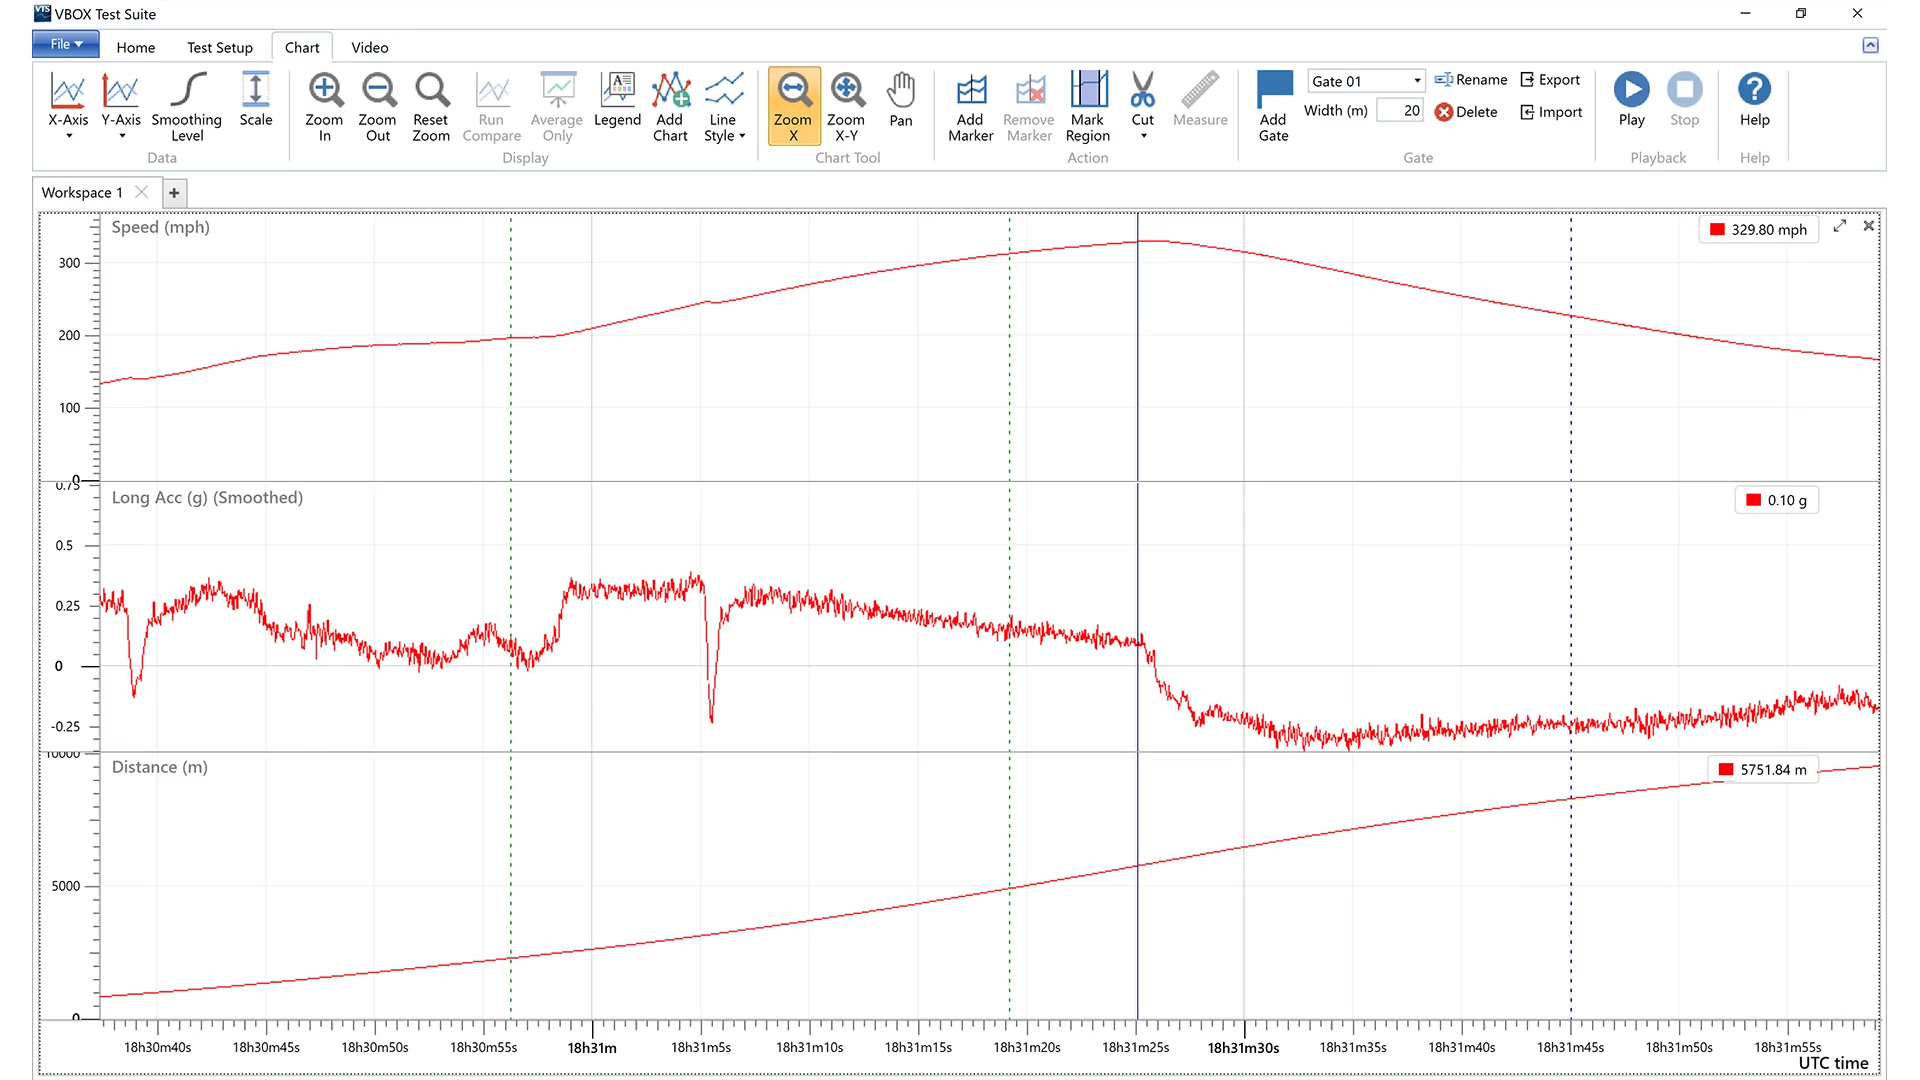 VTS VBOX Test Suite
File Home Test Setup Chart Video
X-Axis Y-Axis Smoothing Level Scale Zoom In Zoom Out Reset Zoom Run Compare Average Only Legend Add Chart Line Style Zoom X Zoom X-Y Pan Add Marker Remove Marker Mark Region Cut Measure Add Gate Gate 01 Rename Export Play Stop Help
Width (m) 20 Delete Import
Data Display Chart Tool Action Gate Playback Help
Workspace 1 +
Speed (mph) 329.80 mph
300
200
100
0
0.75
Long Acc (g) (Smoothed) 0.10 g
0.5
0.25
0
-0.25
10000
Distance (m) 5751.84 m
5000
0
18h30m40s 18h30m45s 18h30m50s 18h30m55s 18h31m 18h31m5s 18h31m10s 18h31m15s 18h31m20s 18h31m25s 18h31m30s 18h31m35s 18h31m40s 18h31m45s 18h31m50s 18h31m55s
UTC time